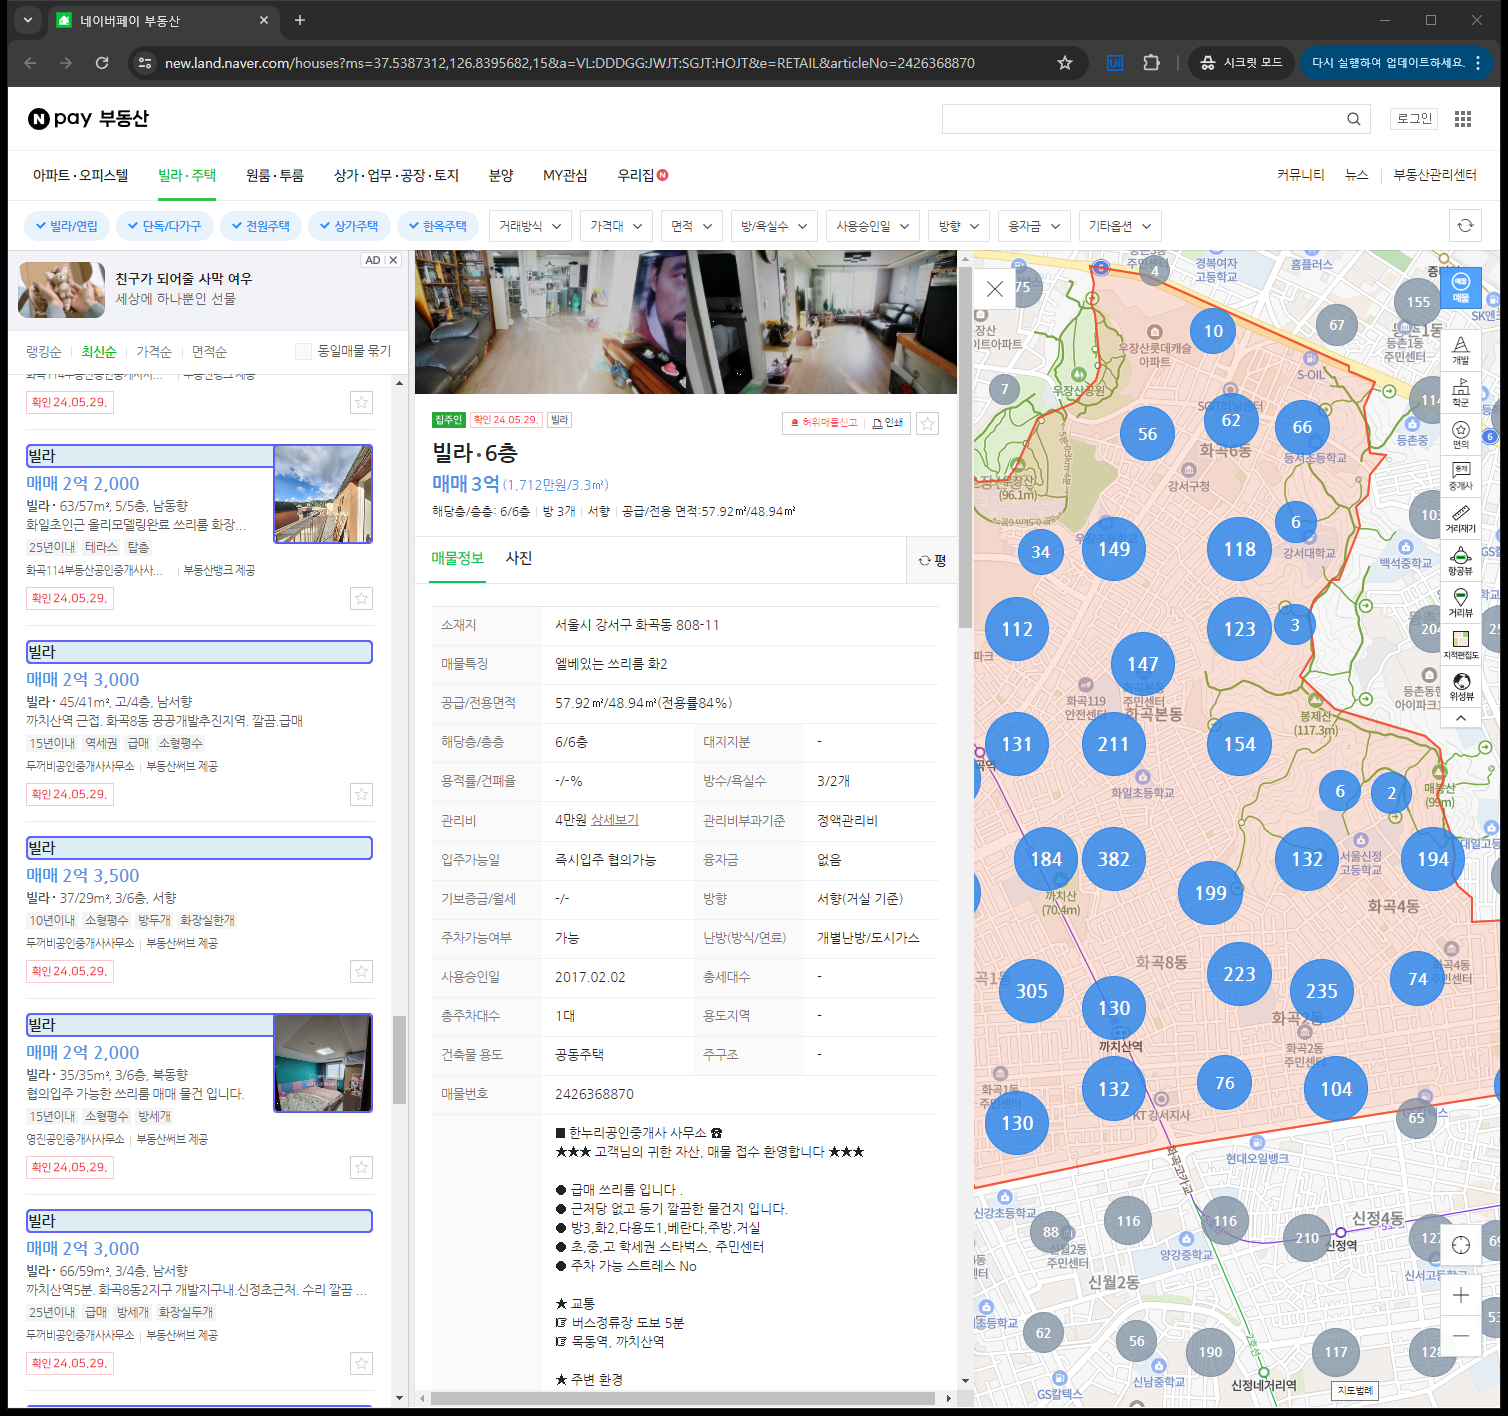 네이버페이 부동산
new.land.naver.com/houses?ms=37.5387312,126.8395682,15&a=VL:DDDGG:JWJT:SGJT:HOJT&e=RETAIL&articleNo=2426368870
시크릿 모드
다시 실행하여 업데이트하세요.
N pay 부동산
로그인
아파트·오피스텔 빌라·주택 원룸·투룸 상가·업무·공장·토지 분양 MY관심 우리집 N
커뮤니티 뉴스 부동산관리센터
빌라/연립 단독/다가구 전원주택 상가주택 한옥주택 거래방식 가격대 면적 방/욕실수 사용승인일 방향 융자금 기타옵션
친구가 되어줄 사막 여우
세상에 하나뿐인 선물
AD
랭킹순 최신순 가격순 면적순 동일매물 묶기
확인 24.05.29.
빌라
매매 2억 2,000
빌라· 63/57m², 5/5층, 남동향
화일초인근 올리모델링완료 쓰리룸 화장...
25년이내 테라스 탑층
화곡114부동산공인중개사사... 부동산뱅크 제공
확인 24.05.29.
빌라
매매 2억 3,000
빌라· 45/41m², 고/4층, 남서향
까치산역 근접. 화곡8동 공공개발추진지역. 깔끔.급매
15년이내 역세권 급매 소형평수
두꺼비공인중개사사무소 부동산써브 제공
확인 24.05.29.
빌라
매매 2억 3,500
빌라· 37/29m², 3/6층, 서향
10년이내 소형평수 방두개 화장실한개
두꺼비공인중개사사무소 부동산써브 제공
확인 24.05.29.
빌라
매매 2억 2,000
빌라· 35/35m², 3/6층, 북동향
협의입주 가능한 쓰리룸 매매 물건 입니다.
15년이내 소형평수 방세개
영진공인중개사사무소 부동산써브 제공
확인 24.05.29.
빌라
매매 2억 3,000
빌라· 66/59m², 3/4층, 남서향
까치산역5분. 화곡8동2지구 개발지구내.신정초근처. 수리 깔끔 ...
25년이내 급매 방세개 화장실두개
두꺼비공인중개사사무소 부동산써브 제공
확인 24.05.29.
집주인 확인 24.05.29. 빌라
허위매물신고 인쇄
빌라·6층
매매 3억 (1,712만원/3.3㎡)
해당층/총층: 6/6층 방 3개 서향 공급/전용 면적:57.92㎡/48.94㎡
매물정보 사진 평
소재지 서울시 강서구 화곡동 808-11
매물특징 엘베있는 쓰리룸 화2
공급/전용면적 57.92㎡/48.94㎡(전용률84%)
해당층/총층 6/6층 대지지분 -
용적률/건폐율 -/-% 방수/욕실수 3/2개
관리비 4만원 상세보기 관리비부과기준 정액관리비
입주가능일 즉시입주 협의가능 융자금 없음
기보증금/월세 -/- 방향 서향(거실 기준)
주차가능여부 가능 난방(방식/연료) 개별난방/도시가스
사용승인일 2017.02.02 총세대수 -
총주차대수 1대 용도지역 -
건축물 용도 공동주택 주구조 -
매물번호 2426368870
■ 한누리공인중개사 사무소 ☎
★★★ 고객님의 귀한 자산, 매물 접수 환영합니다 ★★★
● 급매 쓰리룸 입니다 .
● 근저당 없고 등기 깔끔한 물건지 입니다.
● 방3,화2,다용도1,베란다,주방,거실
● 초,중,고 학세권 스타벅스, 주민센터
● 주차 가능 스트레스 No
★ 교통
☞ 버스정류장 도보 5분
☞ 목동역, 까치산역
★ 주변 환경
75
4
경복여자
고등학교
홈플러스
155
매물
67
10
우장산롯데캐슬
아파트
등촌1동
주민센터
개발
우장산공원
S-OIL
7
114
학군
56
62
66
등촌중
6
편의
화곡6동
등서초등학교
중개사
(96.1m)
강서구청
103
거리재기
6
34
149
118
강서대학교
백석중학교
항공뷰
112
123
3
204
거리뷰
147
지적편집도
화곡119
안전센터
화곡본동
주민센터
화곡본동
위성뷰
봉제산
(117.3m)
131
211
154
화일초등학교
6
2
매봉산
(99m)
184
382
132
서울신정
고등학교
194
까치산
(70.4m)
199
화곡4동
화곡8동
223
74
화곡4동
주민센터
305
130
235
까치산역
화곡2동
화곡2동
주민센터
132
76
104
화곡1동
주민센터
KT강서지사
65
130
현대오일뱅크
화곡고가교
신강초등학교
116
116
신정4동
88
신월2동
주민센터
210
신정역
127
양강중학교
신서고등학교
신월2동
62
56
190
117
128
2호선
신남중학교
신정네거리역
GS칼텍스
지도범례